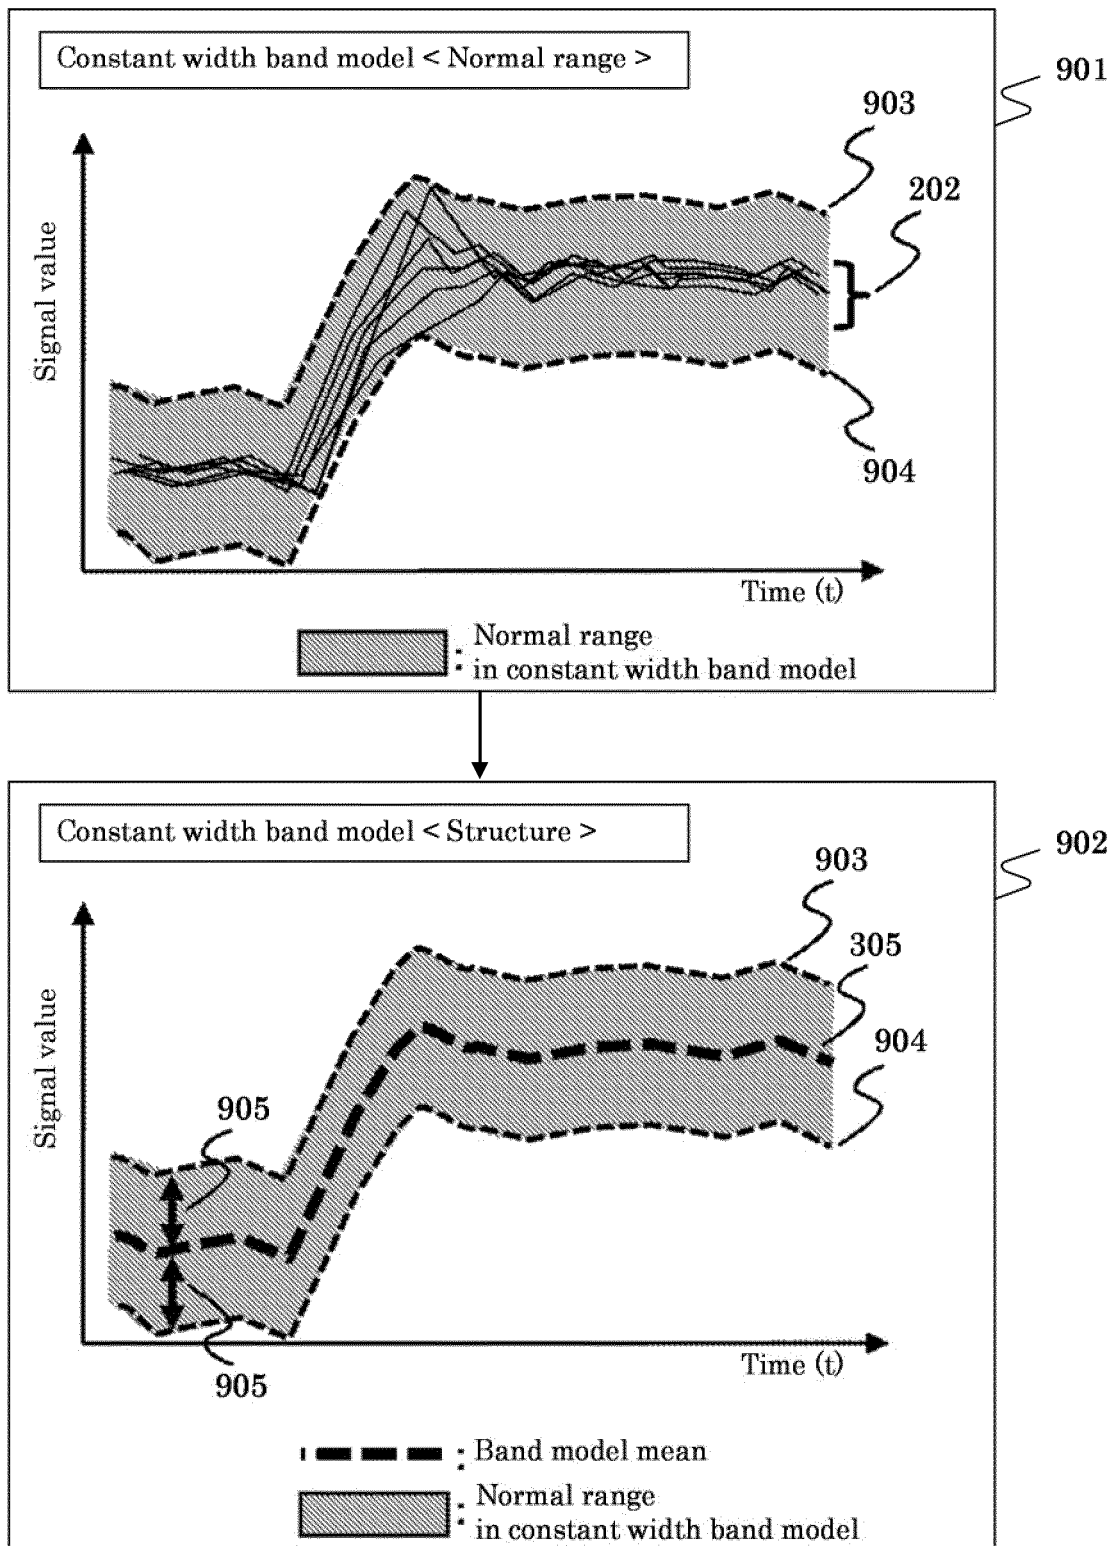 Constant width band model < Normal range >
901
903
202
Signal value
904
Time (t)
: Normal range
in constant width band model
Constant width band model < Structure >
902
903
305
904
Signal value
905
905
Time (t)
: Band model mean
: Normal range
in constant width band model